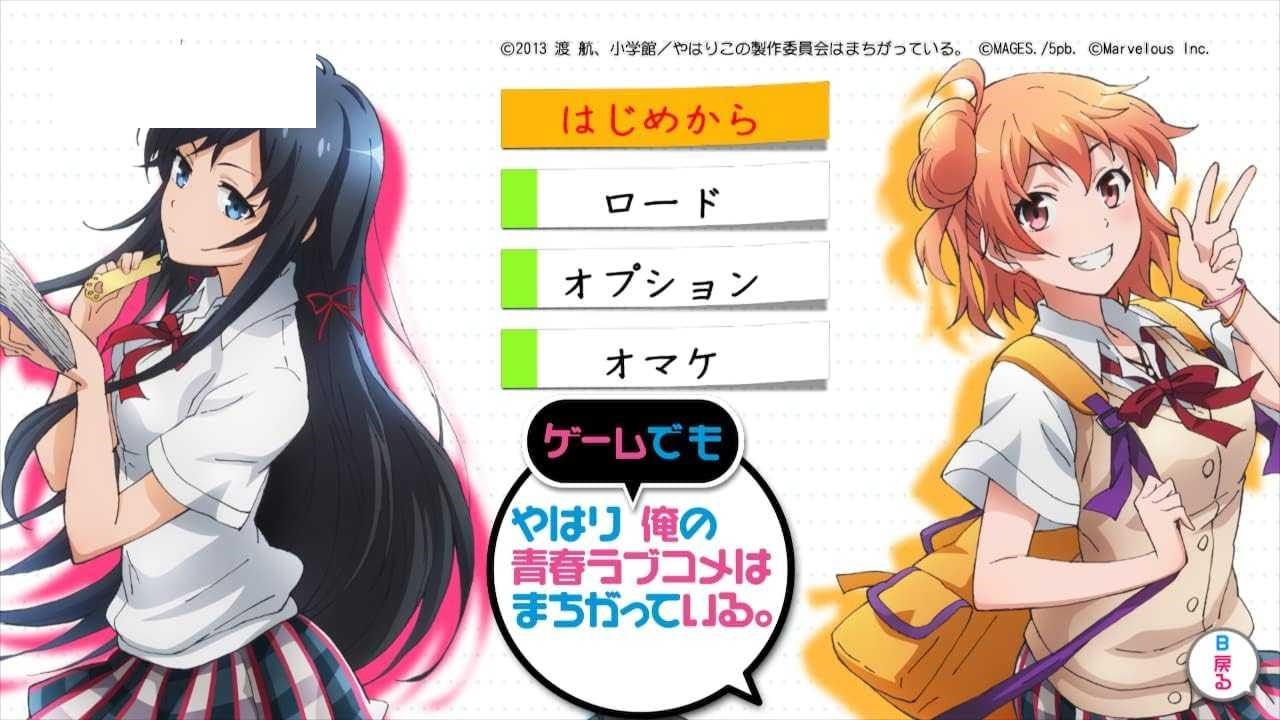 ©2013 渡 航、小学館／やはりこの製作委員会はまちがっている。 ©MAGES./5pb. ©Marvelous Inc.
はじめから
ロード
オプション
オマケ
ゲームでも
やはり俺の
青春ラブコメは
まちがっている。
B
戻る